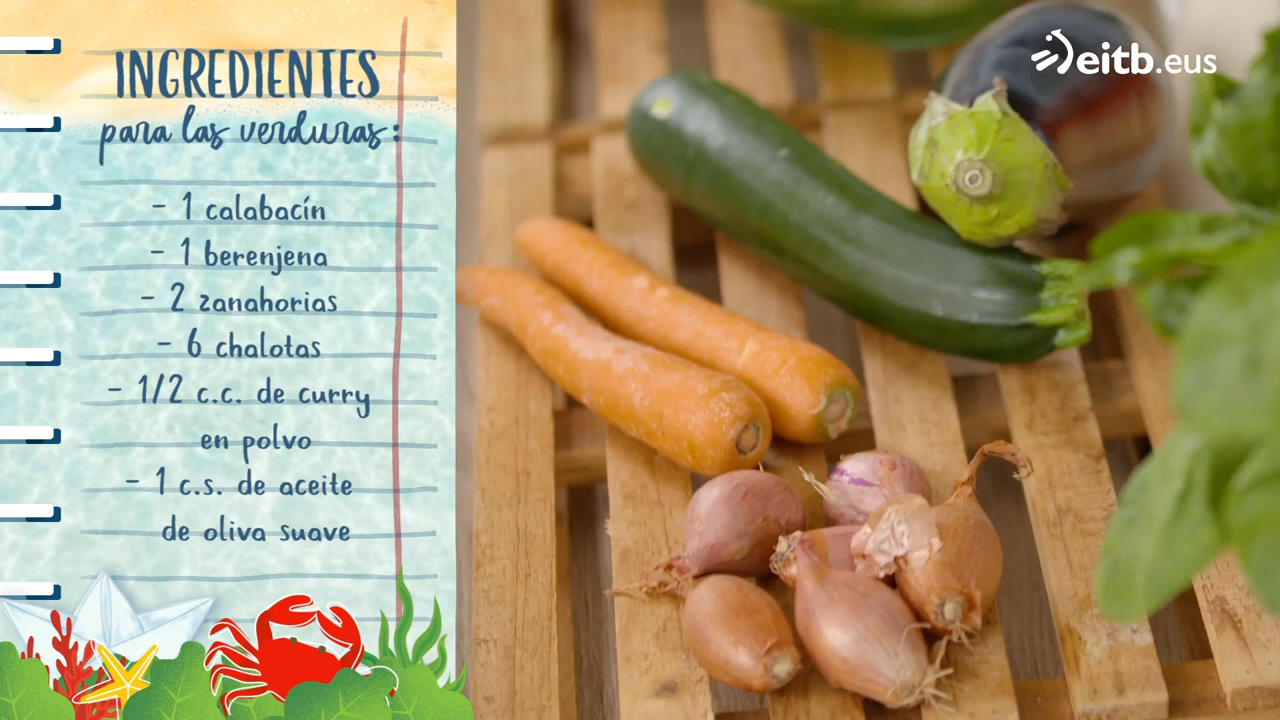 INGREDIENTES
para las verduras:
- 1 calabacín
- 1 berenjena
- 2 zanahorias
- 6 chalotas
- 1/2 c.c. de curry
en polvo
- 1 c.s. de aceite
de oliva suave
eitb.eus